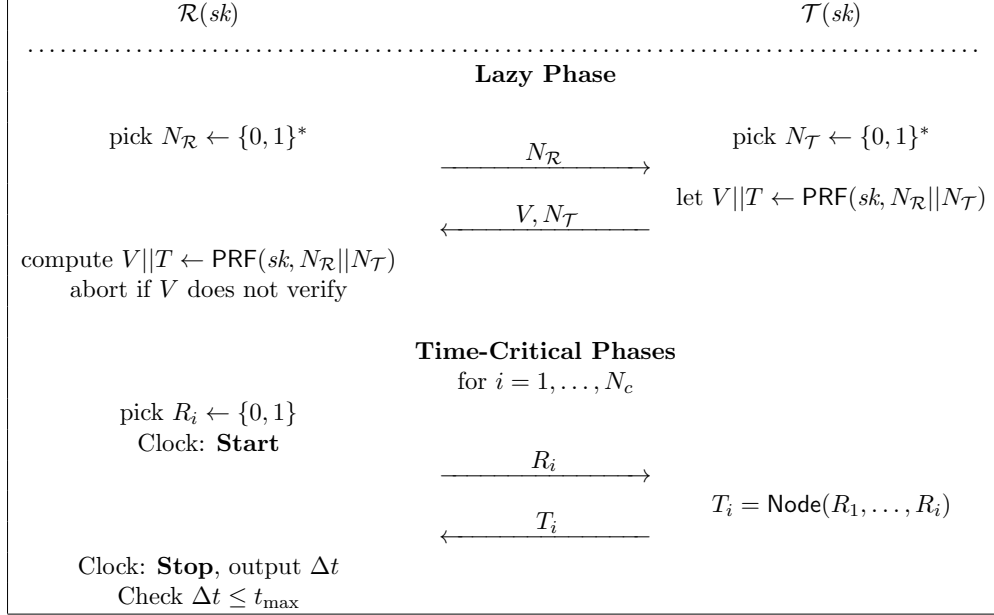 𝓡(sk) 𝓣(sk)
Lazy Phase
pick N_𝓡 ← {0, 1}* pick N_𝓣 ← {0, 1}*
N_𝓡
let V||T ← PRF(sk, N_𝓡||N_𝓣)
V, N_𝓣
compute V||T ← PRF(sk, N_𝓡||N_𝓣)
abort if V does not verify
Time-Critical Phases
for i = 1, . . . , N_c
pick R_i ← {0, 1}
Clock: Start
R_i
T_i = Node(R_1, . . . , R_i)
T_i
Clock: Stop, output Δt
Check Δt ≤ t_max